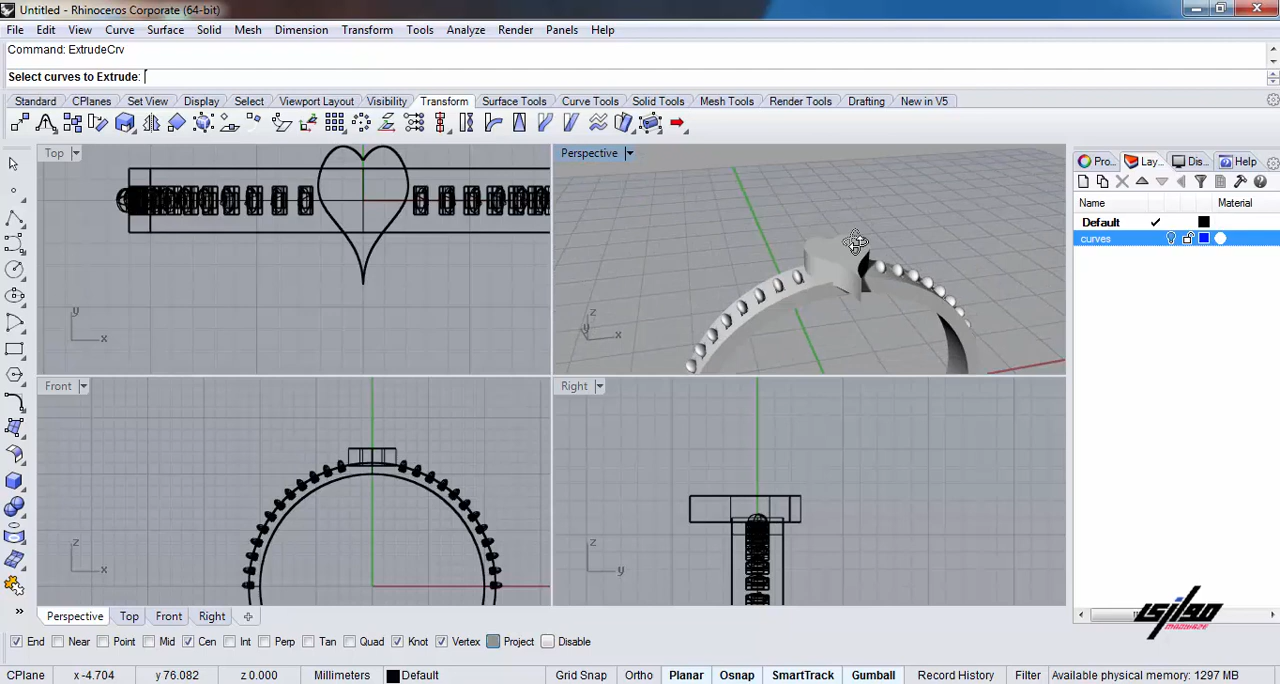 Untitled - Rhinoceros Corporate (64-bit)
File Edit View Curve Surface Solid Mesh Dimension Transform Tools Analyze Render Panels Help
Command: ExtrudeCrv
Select curves to Extrude:
Standard CPlanes Set View Display Select Viewport Layout Visibility Transform Surface Tools Curve Tools Solid Tools Mesh Tools Render Tools Drafting New in V5
Top
Perspective
Pro... Lay... Dis... Help
Name Material
Default
curves
y x
z y x
Front
Right
z x
z y
Perspective Top Front Right
End Near Point Mid Cen Int Perp Tan Quad Knot Vertex Project Disable
CPlane x -4.704 y 76.082 z 0.000 Millimeters Default Grid Snap Ortho Planar Osnap SmartTrack Gumball Record History Filter Available physical memory: 1297 MB